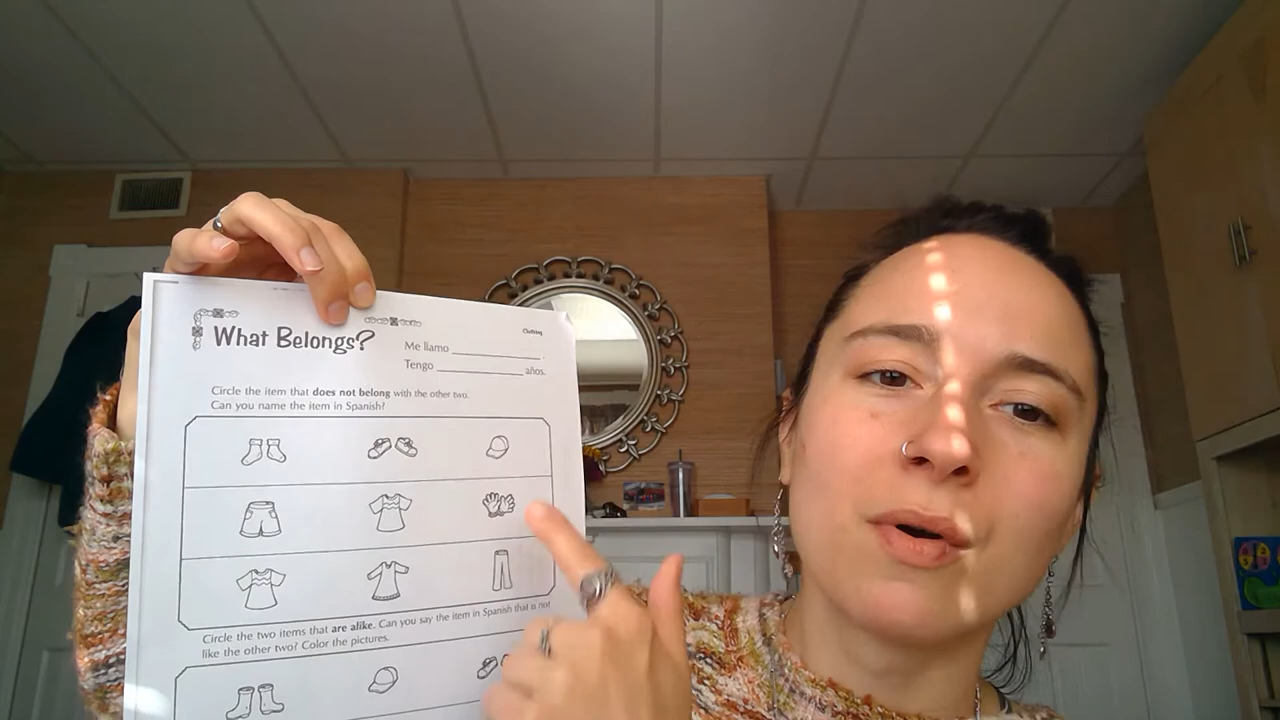 What Belongs?
Clothing
Me llamo ____________.
Tengo ____________ años.
Circle the item that does not belong with the other two.
Can you name the item in Spanish?
Circle the two items that are alike. Can you say the item in Spanish that is not
like the other two? Color the pictures.